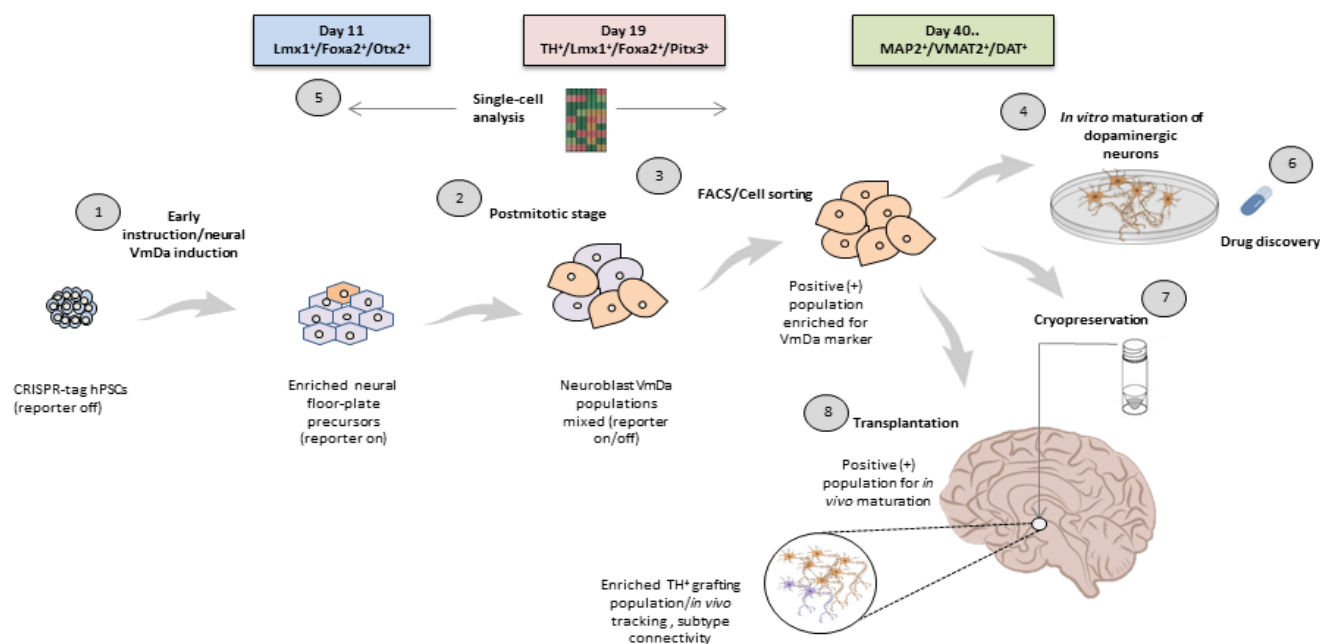 Day 11
Lmx1⁺/Foxa2⁺/Otx2⁺
Day 19
TH⁺/Lmx1⁺/Foxa2⁺/Pitx3⁺
Day 40..
MAP2⁺/VMAT2⁺/DAT⁺
5
Single-cell
analysis
4
In vitro maturation of
dopaminergic
neurons
6
Drug discovery
1
Early
instruction/neural
VmDa induction
2
Postmitotic stage
3
FACS/Cell sorting
CRISPR-tag hPSCs
(reporter off)
Enriched neural
floor-plate
precursors
(reporter on)
Neuroblast VmDa
populations
mixed (reporter
on/off)
Positive (+)
population
enriched for
VmDa marker
7
Cryopreservation
8
Transplantation
Positive (+)
population for in
vivo maturation
Enriched TH⁺ grafting
population/in vivo
tracking , subtype
connectivity